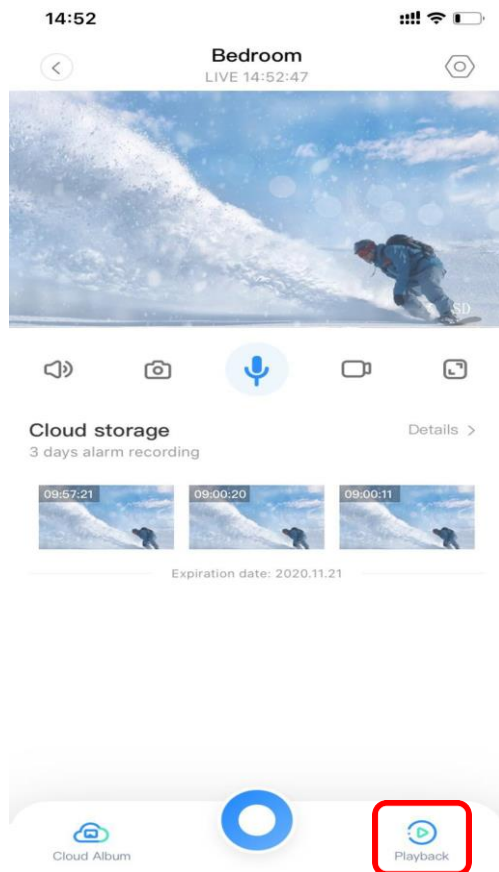 14:52
Bedroom
LIVE 14:52:47
SD
Cloud storage
Details >
3 days alarm recording
09:57:21
09:00:20
09:00:11
Expiration date: 2020.11.21
Cloud Album
Playback